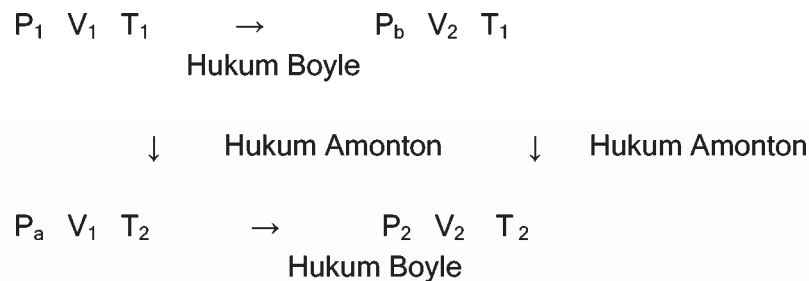 P₁ V₁ T₁ → P_b V₂ T₁
Hukum Boyle
↓ Hukum Amonton ↓ Hukum Amonton
Pₐ V₁ T₂ → P₂ V₂ T₂
Hukum Boyle